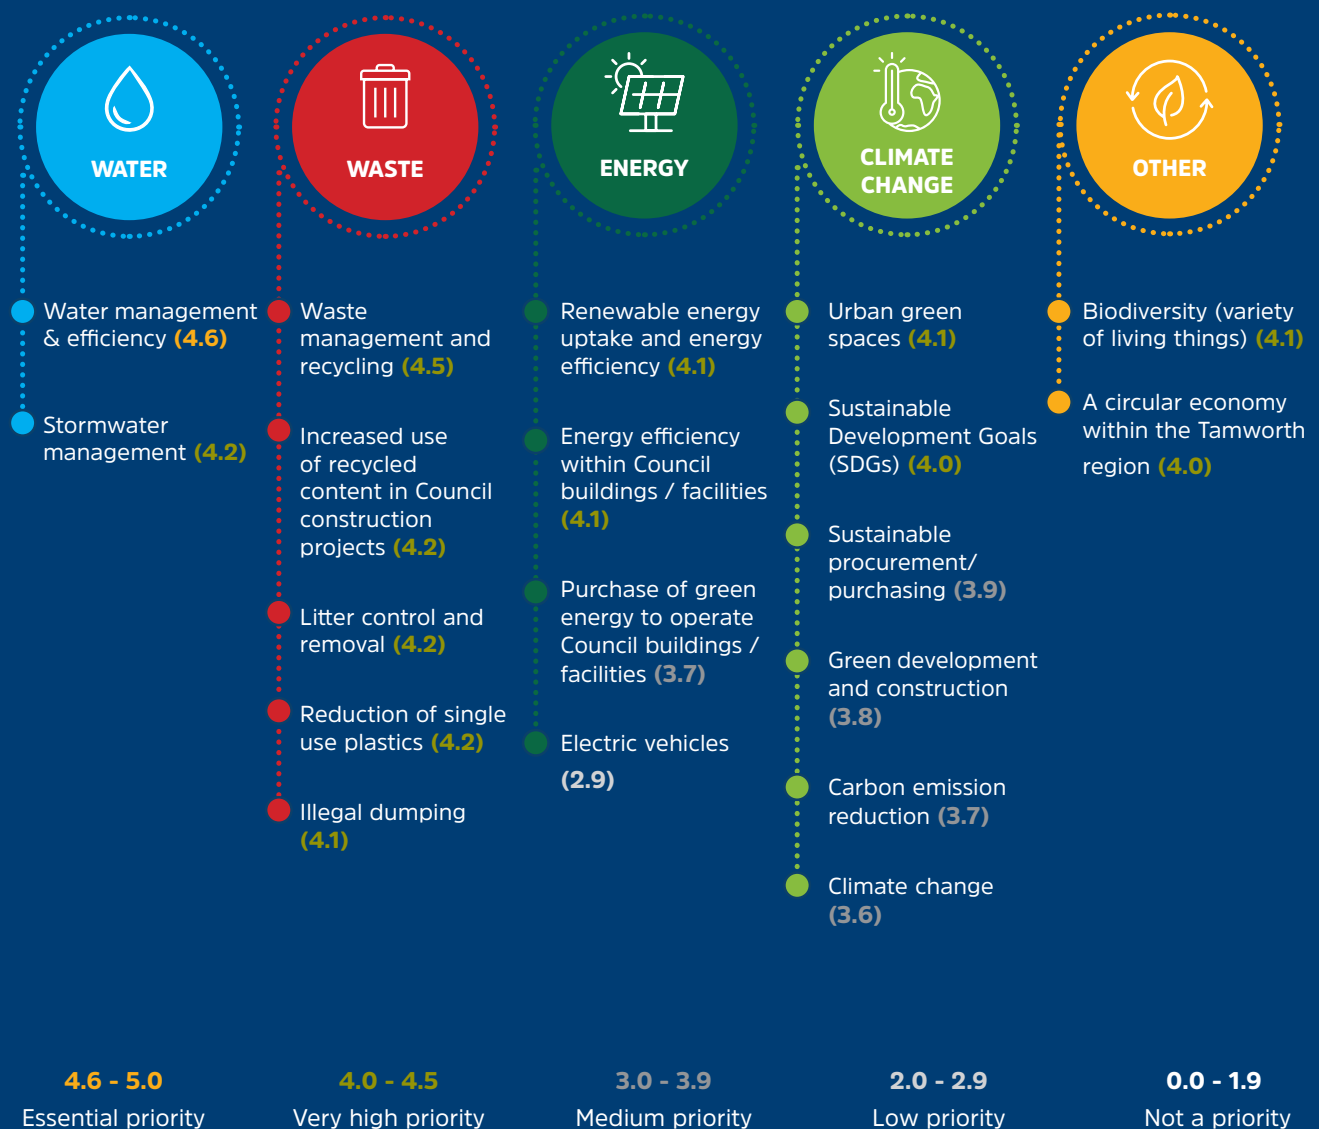 WATER
Water management
& efficiency (4.6)
Stormwater
management (4.2)
WASTE
Waste
management and
recycling (4.5)
Increased use
of recycled
content in Council
construction
projects (4.2)
Litter control and
removal (4.2)
Reduction of single
use plastics (4.2)
Illegal dumping
(4.1)
ENERGY
Renewable energy
uptake and energy
efficiency (4.1)
Energy efficiency
within Council
buildings / facilities
(4.1)
Purchase of green
energy to operate
Council buildings /
facilities (3.7)
Electric vehicles
(2.9)
CLIMATE
CHANGE
Urban green
spaces (4.1)
Sustainable
Development Goals
(SDGs) (4.0)
Sustainable
procurement/
purchasing (3.9)
Green development
and construction
(3.8)
Carbon emission
reduction (3.7)
Climate change
(3.6)
OTHER
Biodiversity (variety
of living things) (4.1)
A circular economy
within the Tamworth
region (4.0)
4.6 - 5.0
Essential priority
4.0 - 4.5
Very high priority
3.0 - 3.9
Medium priority
2.0 - 2.9
Low priority
0.0 - 1.9
Not a priority